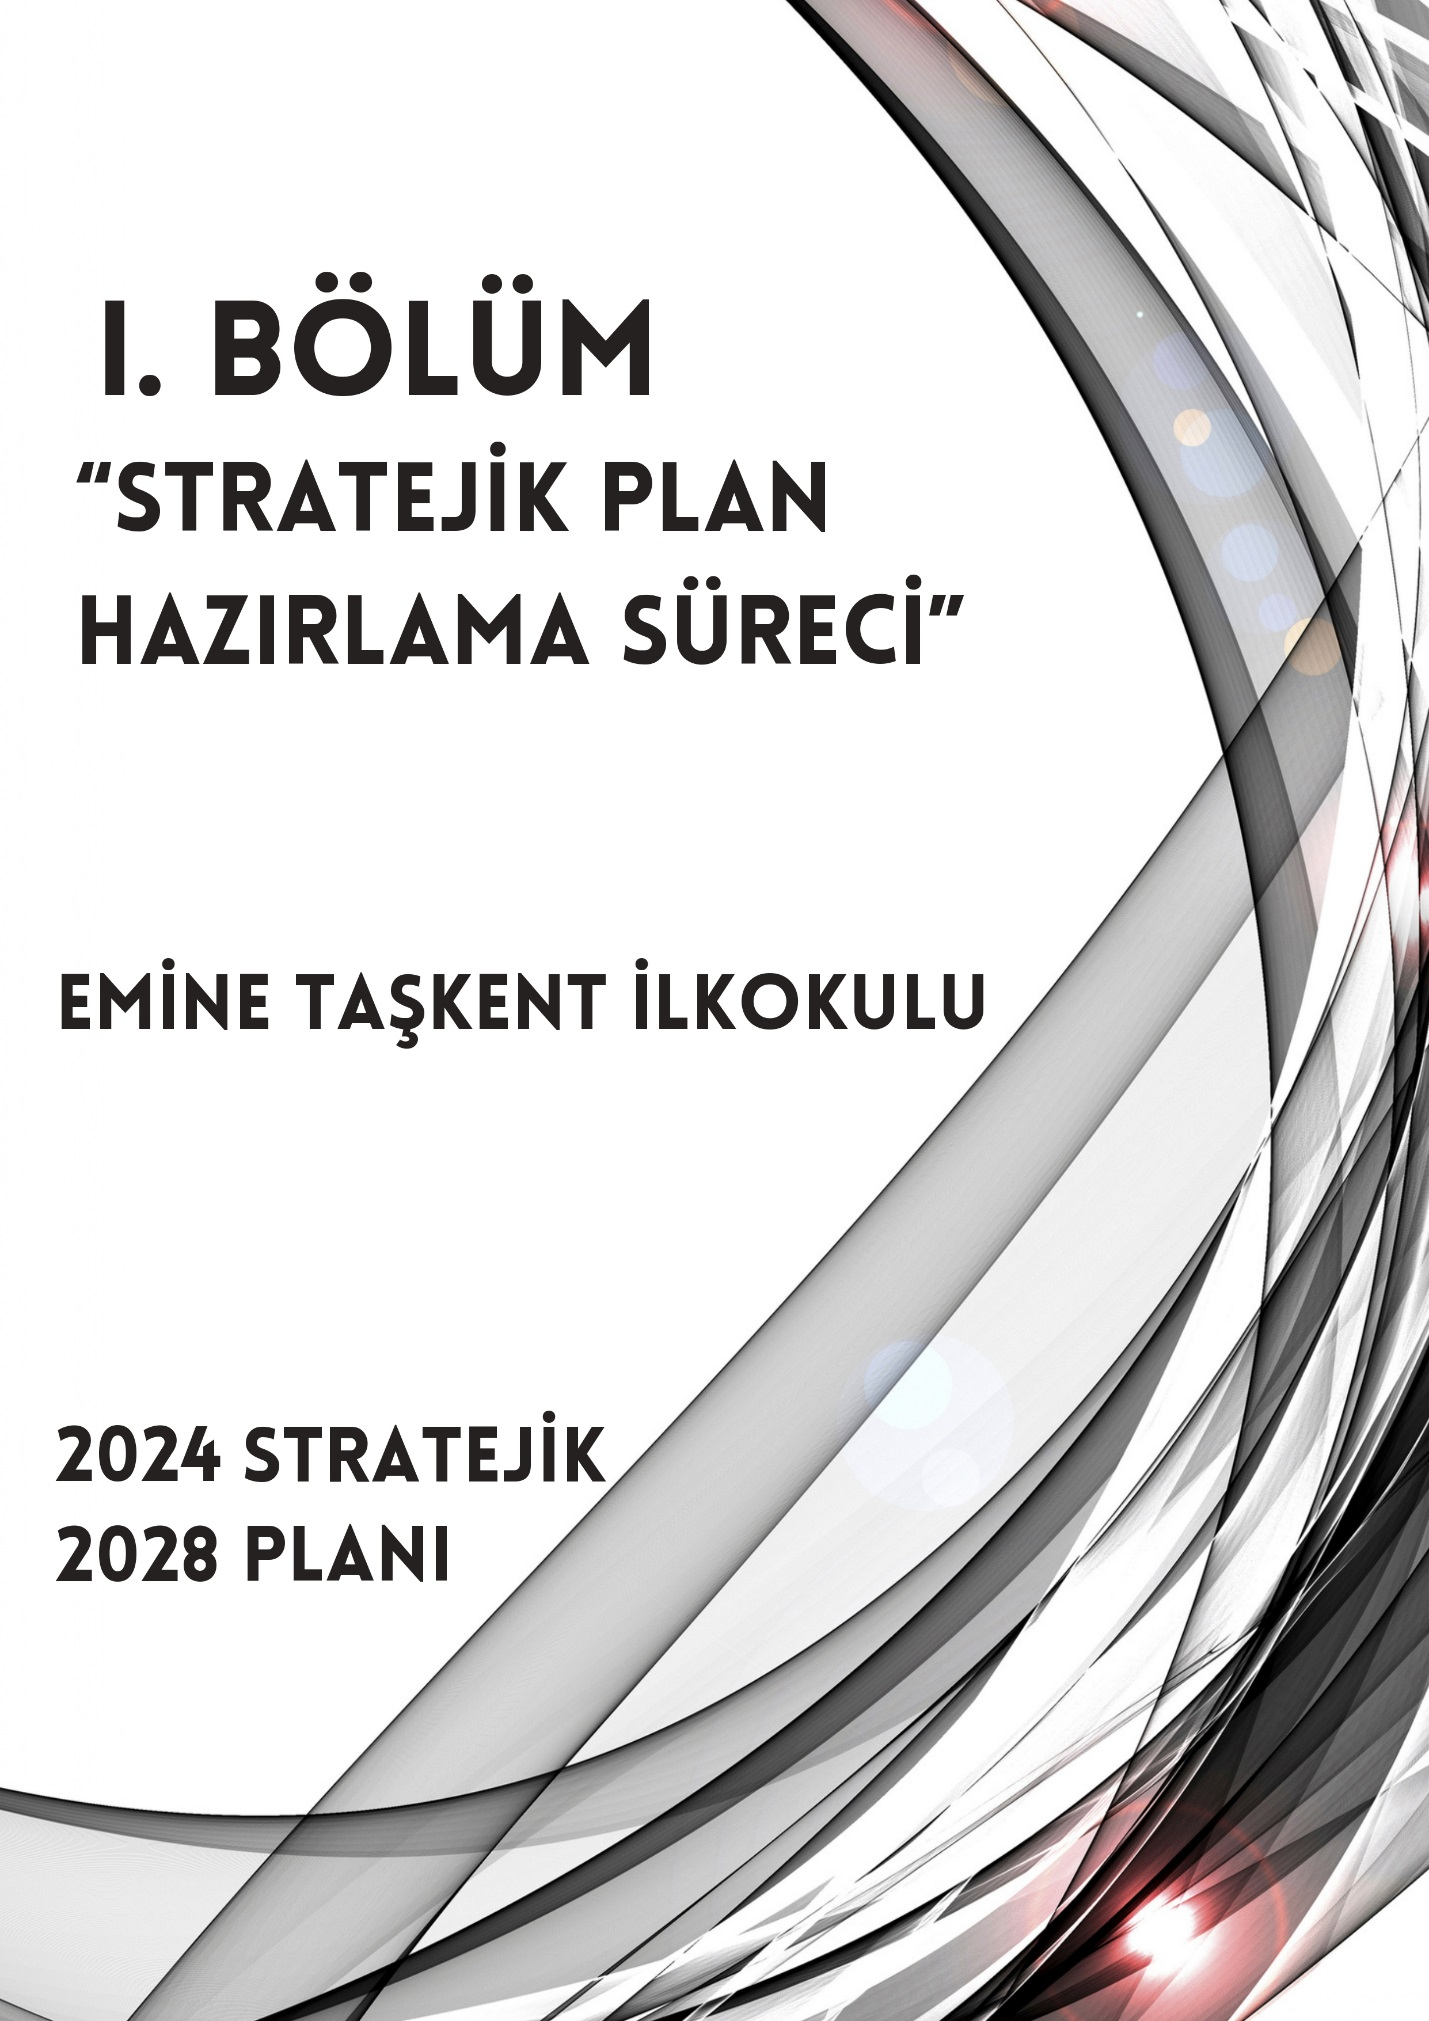 I. BÖLÜM
“STRATEJİK PLAN
HAZIRLAMA SÜRECİ”
EMİNE TAŞKENT İLKOKULU
2024 STRATEJİK
2028 PLANI